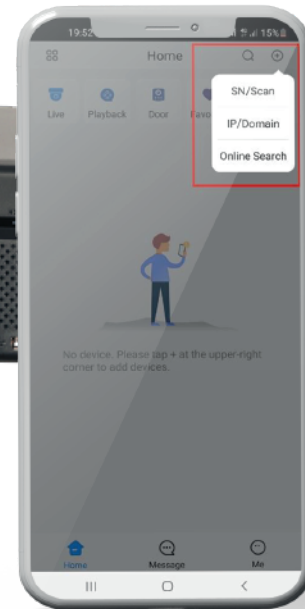 19:52
15%
Home
SN/Scan
IP/Domain
Online Search
Live
Playback
Door
No device. Please tap + at the upper-right
corner to add devices.
Home
Message
Me